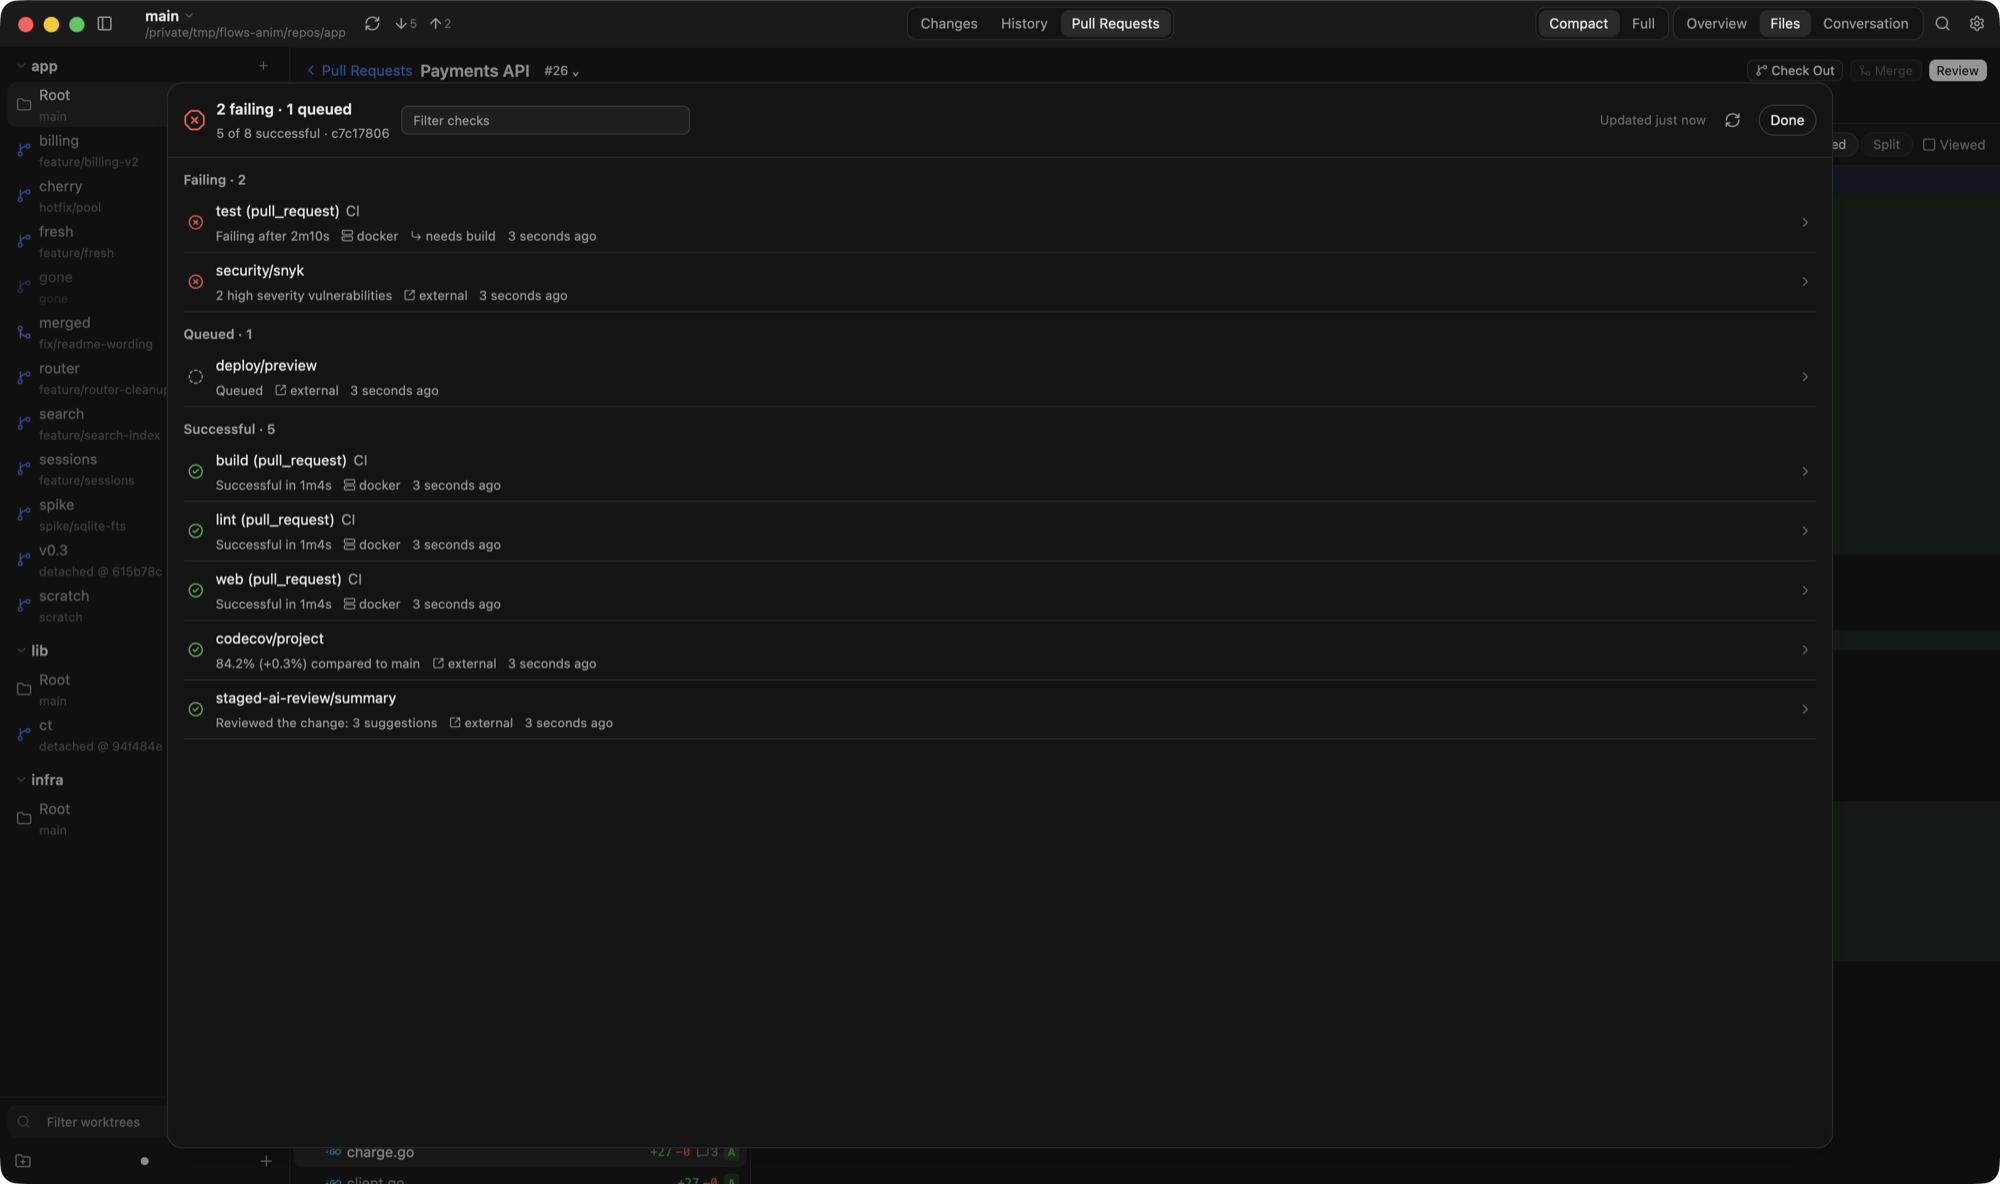 main
/private/tmp/flows-anim/repos/app
5
2
Changes
History
Pull Requests
Compact
Full
Overview
Files
Conversation
app
Root
main
billing
feature/billing-v2
cherry
hotfix/pool
fresh
feature/fresh
gone
gone
merged
fix/readme-wording
router
feature/router-cleanup
search
feature/search-index
sessions
feature/sessions
spike
spike/sqlite-fts
v0.3
detached @ 615b78c
scratch
scratch
lib
Root
main
ct
detached @ 94f484e
infra
Root
main
Filter worktrees
Pull Requests
Payments API
#26
Check Out
Merge
Review
ed
Split
Viewed
2 failing · 1 queued
5 of 8 successful · c7c17806
Filter checks
Updated just now
Done
Failing · 2
test (pull_request) CI
Failing after 2m10s docker needs build 3 seconds ago
security/snyk
2 high severity vulnerabilities external 3 seconds ago
Queued · 1
deploy/preview
Queued external 3 seconds ago
Successful · 5
build (pull_request) CI
Successful in 1m4s docker 3 seconds ago
lint (pull_request) CI
Successful in 1m4s docker 3 seconds ago
web (pull_request) CI
Successful in 1m4s docker 3 seconds ago
codecov/project
84.2% (+0.3%) compared to main external 3 seconds ago
staged-ai-review/summary
Reviewed the change: 3 suggestions external 3 seconds ago
GO charge.go +27 −0 3 A
GO client.go +27 −0 A